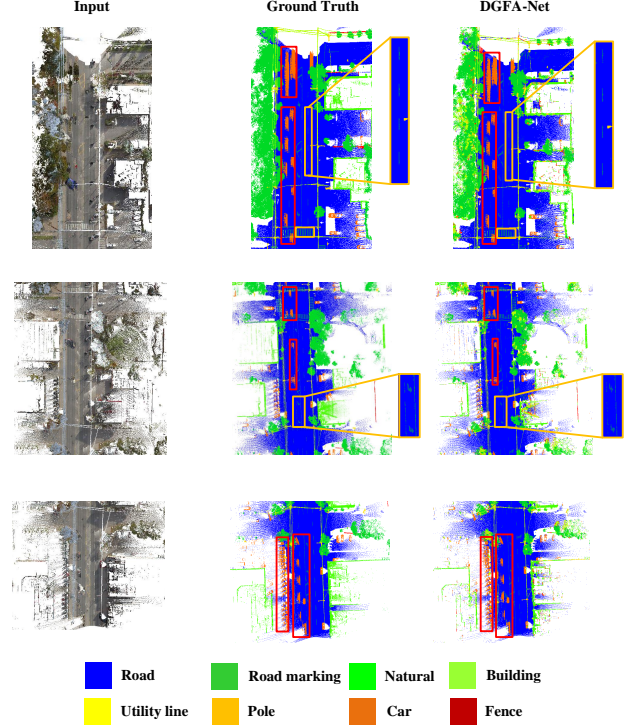 Input Ground Truth DGFA-Net
Road Road marking Natural Building
Utility line Pole Car Fence